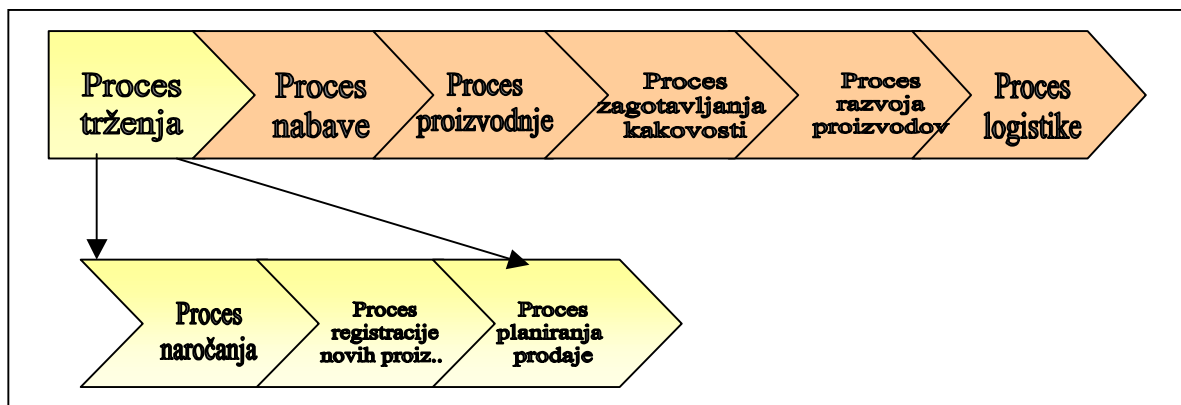 Proces
trženja
Proces
nabave
Proces
proizvodnje
Proces
zagotavljanja
kakovosti
Proces
razvoja
proizvodov
Proces
logistike
Proces
naročanja
Proces
registracije
novih proiz..
Proces
planiranja
prodaje